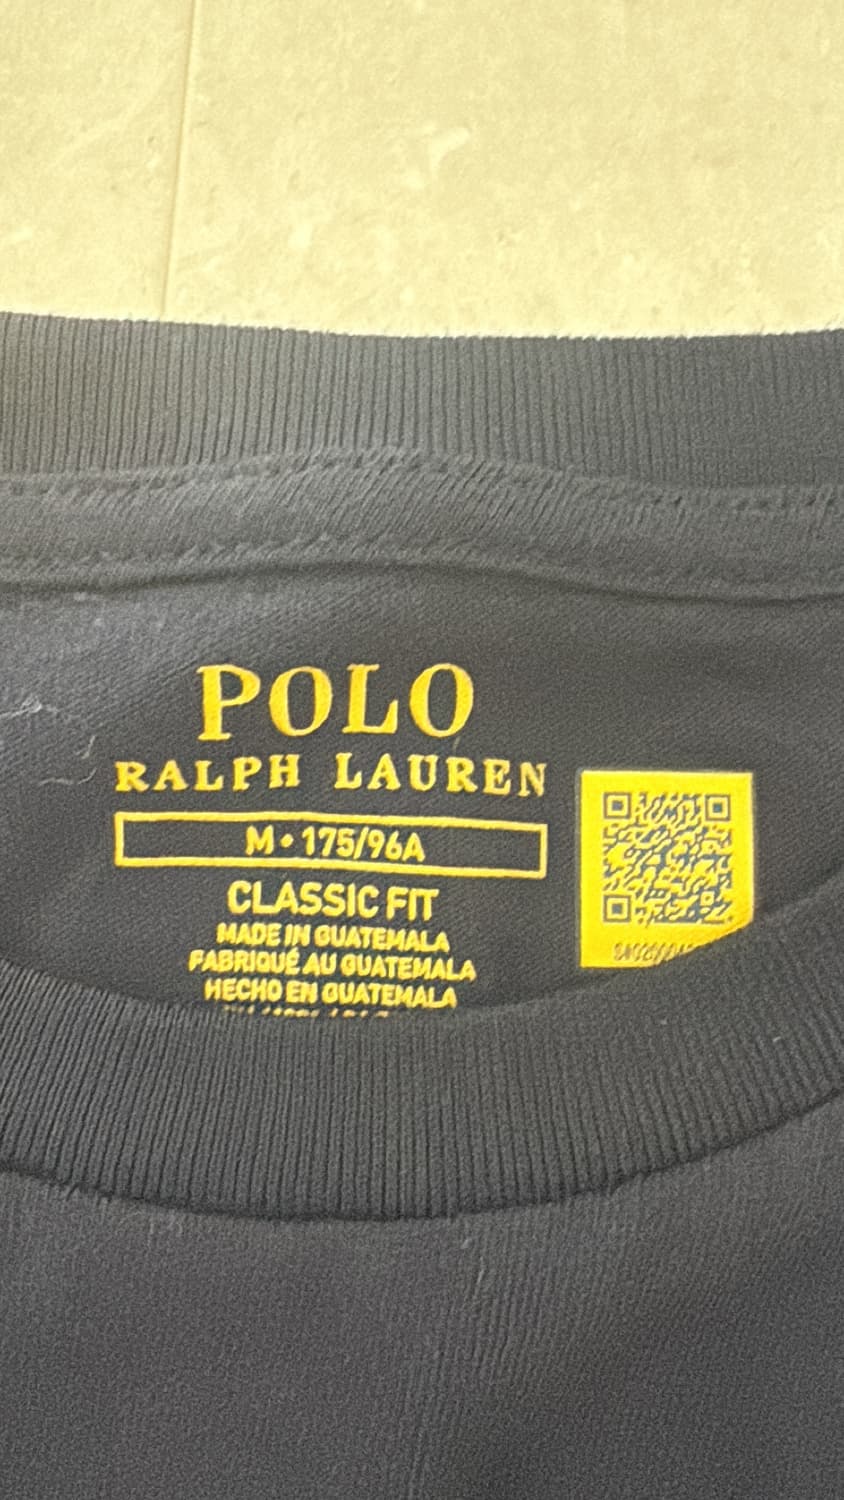 POLO
RALPH LAUREN
M • 175/96A
CLASSIC FIT
MADE IN GUATEMALA
FABRIQUÉ AU GUATEMALA
HECHO EN GUATEMALA